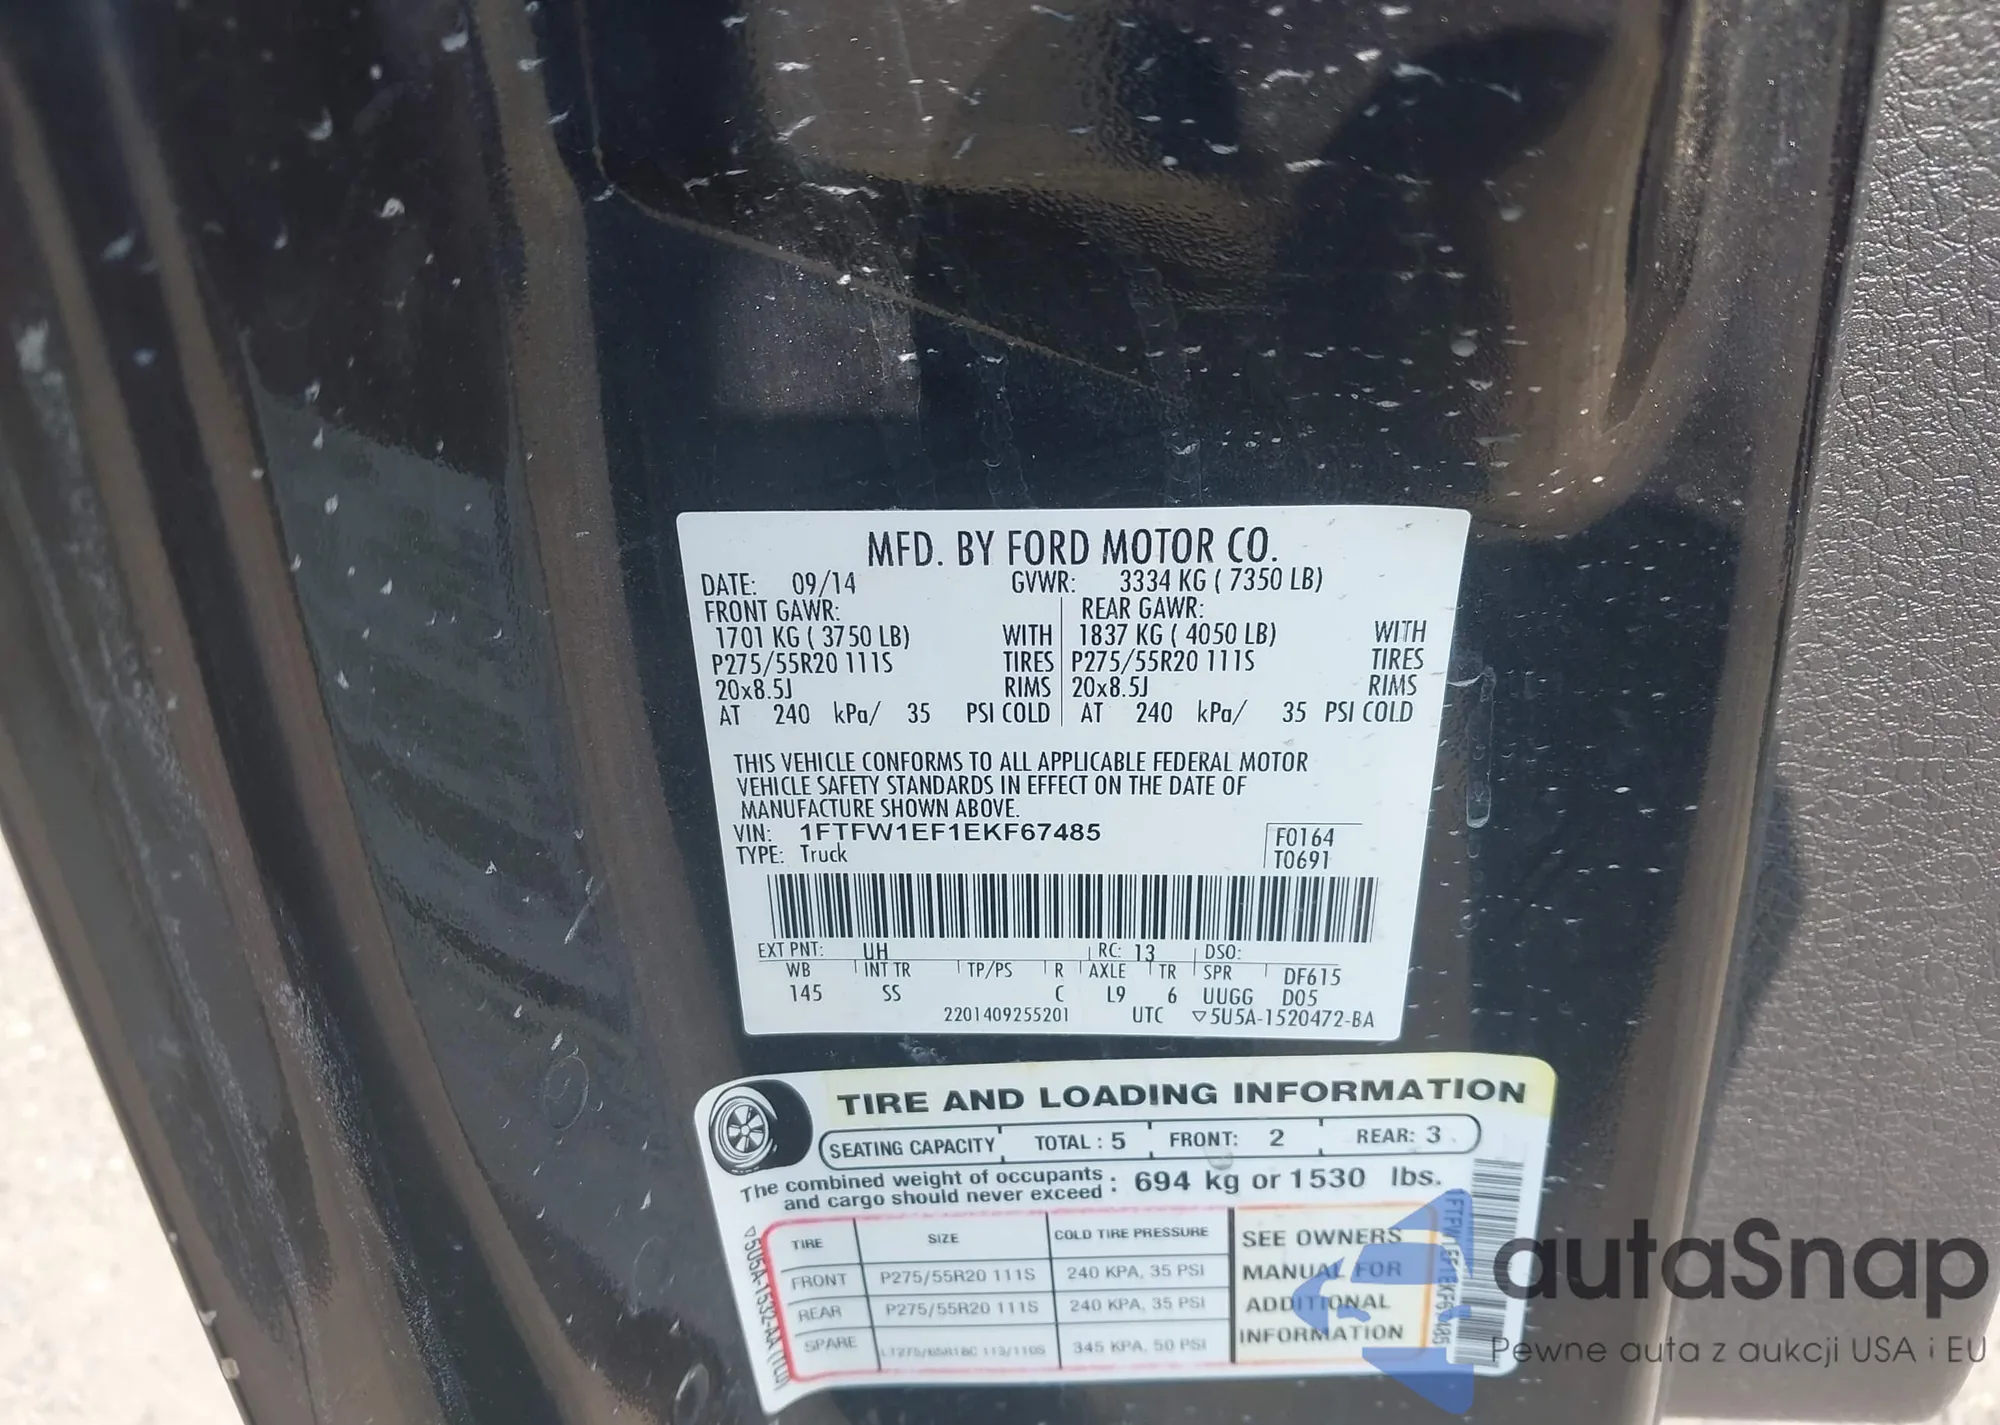 MFD. BY FORD MOTOR CO.
DATE: 09/14 GVWR: 3334 KG ( 7350 LB)
FRONT GAWR: REAR GAWR:
1701 KG ( 3750 LB) WITH 1837 KG ( 4050 LB) WITH
P275/55R20 111S TIRES P275/55R20 111S TIRES
20x8.5J RIMS 20x8.5J RIMS
AT 240 kPa/ 35 PSI COLD AT 240 kPa/ 35 PSI COLD
THIS VEHICLE CONFORMS TO ALL APPLICABLE FEDERAL MOTOR
VEHICLE SAFETY STANDARDS IN EFFECT ON THE DATE OF
MANUFACTURE SHOWN ABOVE.
VIN: 1FTFW1EF1EKF67485 F0164
TYPE: Truck T0691
EXT PNT: UH RC: 13 DSO:
WB INT TR TP/PS R AXLE TR SPR DF615
145 SS C L9 6 UUGG D05
2201409255201 UTC ▽5U5A-1520472-BA
TIRE AND LOADING INFORMATION
SEATING CAPACITY TOTAL : 5 FRONT: 2 REAR: 3
The combined weight of occupants
and cargo should never exceed : 694 kg or 1530 lbs.
TIRE SIZE COLD TIRE PRESSURE SEE OWNERS
FRONT P275/55R20 111S 240 KPA, 35 PSI MANUAL FOR
REAR P275/55R20 111S 240 KPA, 35 PSI ADDITIONAL
SPARE 345 KPA, 50 PSI INFORMATION
autaSnap
Pewne auta z aukcji USA i EU